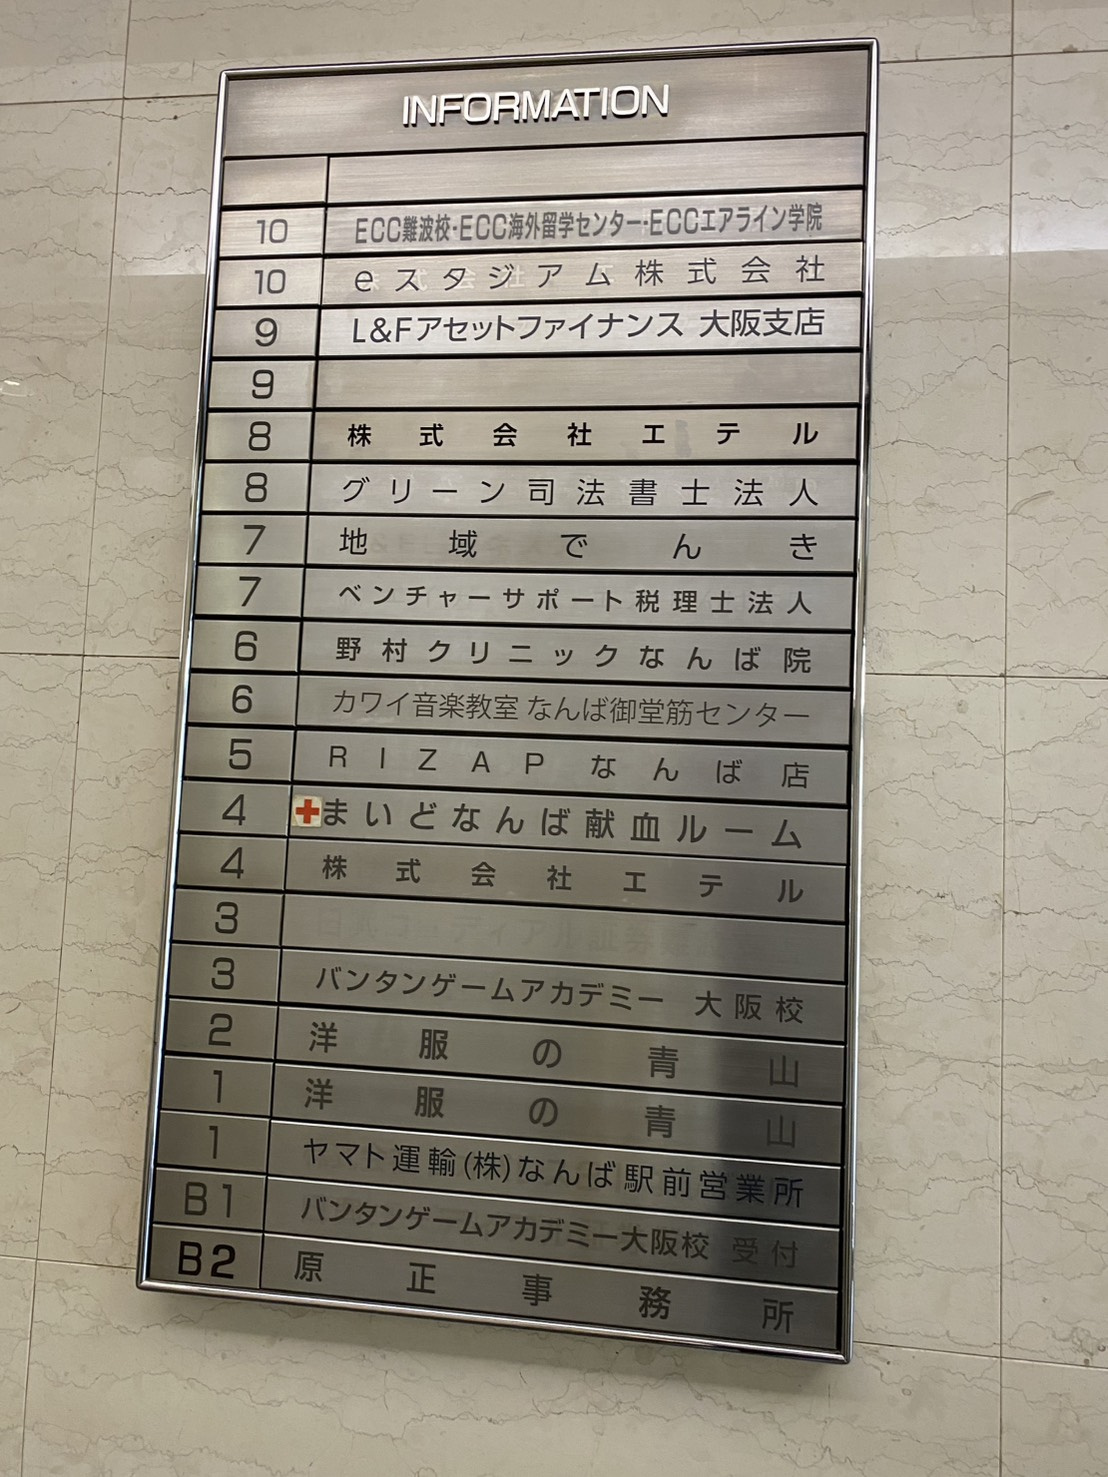 INFORMATION
10 ECC難波校・ECC海外留学センター・ECCエアライン学院
10 eスタジアム株式会社
9 L&Fアセットファイナンス 大阪支店
9
8 株式会社エテル
8 グリーン司法書士法人
7 地域でんき
7 ベンチャーサポート税理士法人
6 野村クリニックなんば院
6 カワイ音楽教室 なんば御堂筋センター
5 RIZAPなんば店
4 まいどなんば献血ルーム
4 株式会社エテル
3
3 バンタンゲームアカデミー 大阪校
2 洋服の青山
1 洋服の青山
1 ヤマト運輸(株)なんば駅前営業所
B1 バンタンゲームアカデミー大阪校 受付
B2 原正事務所